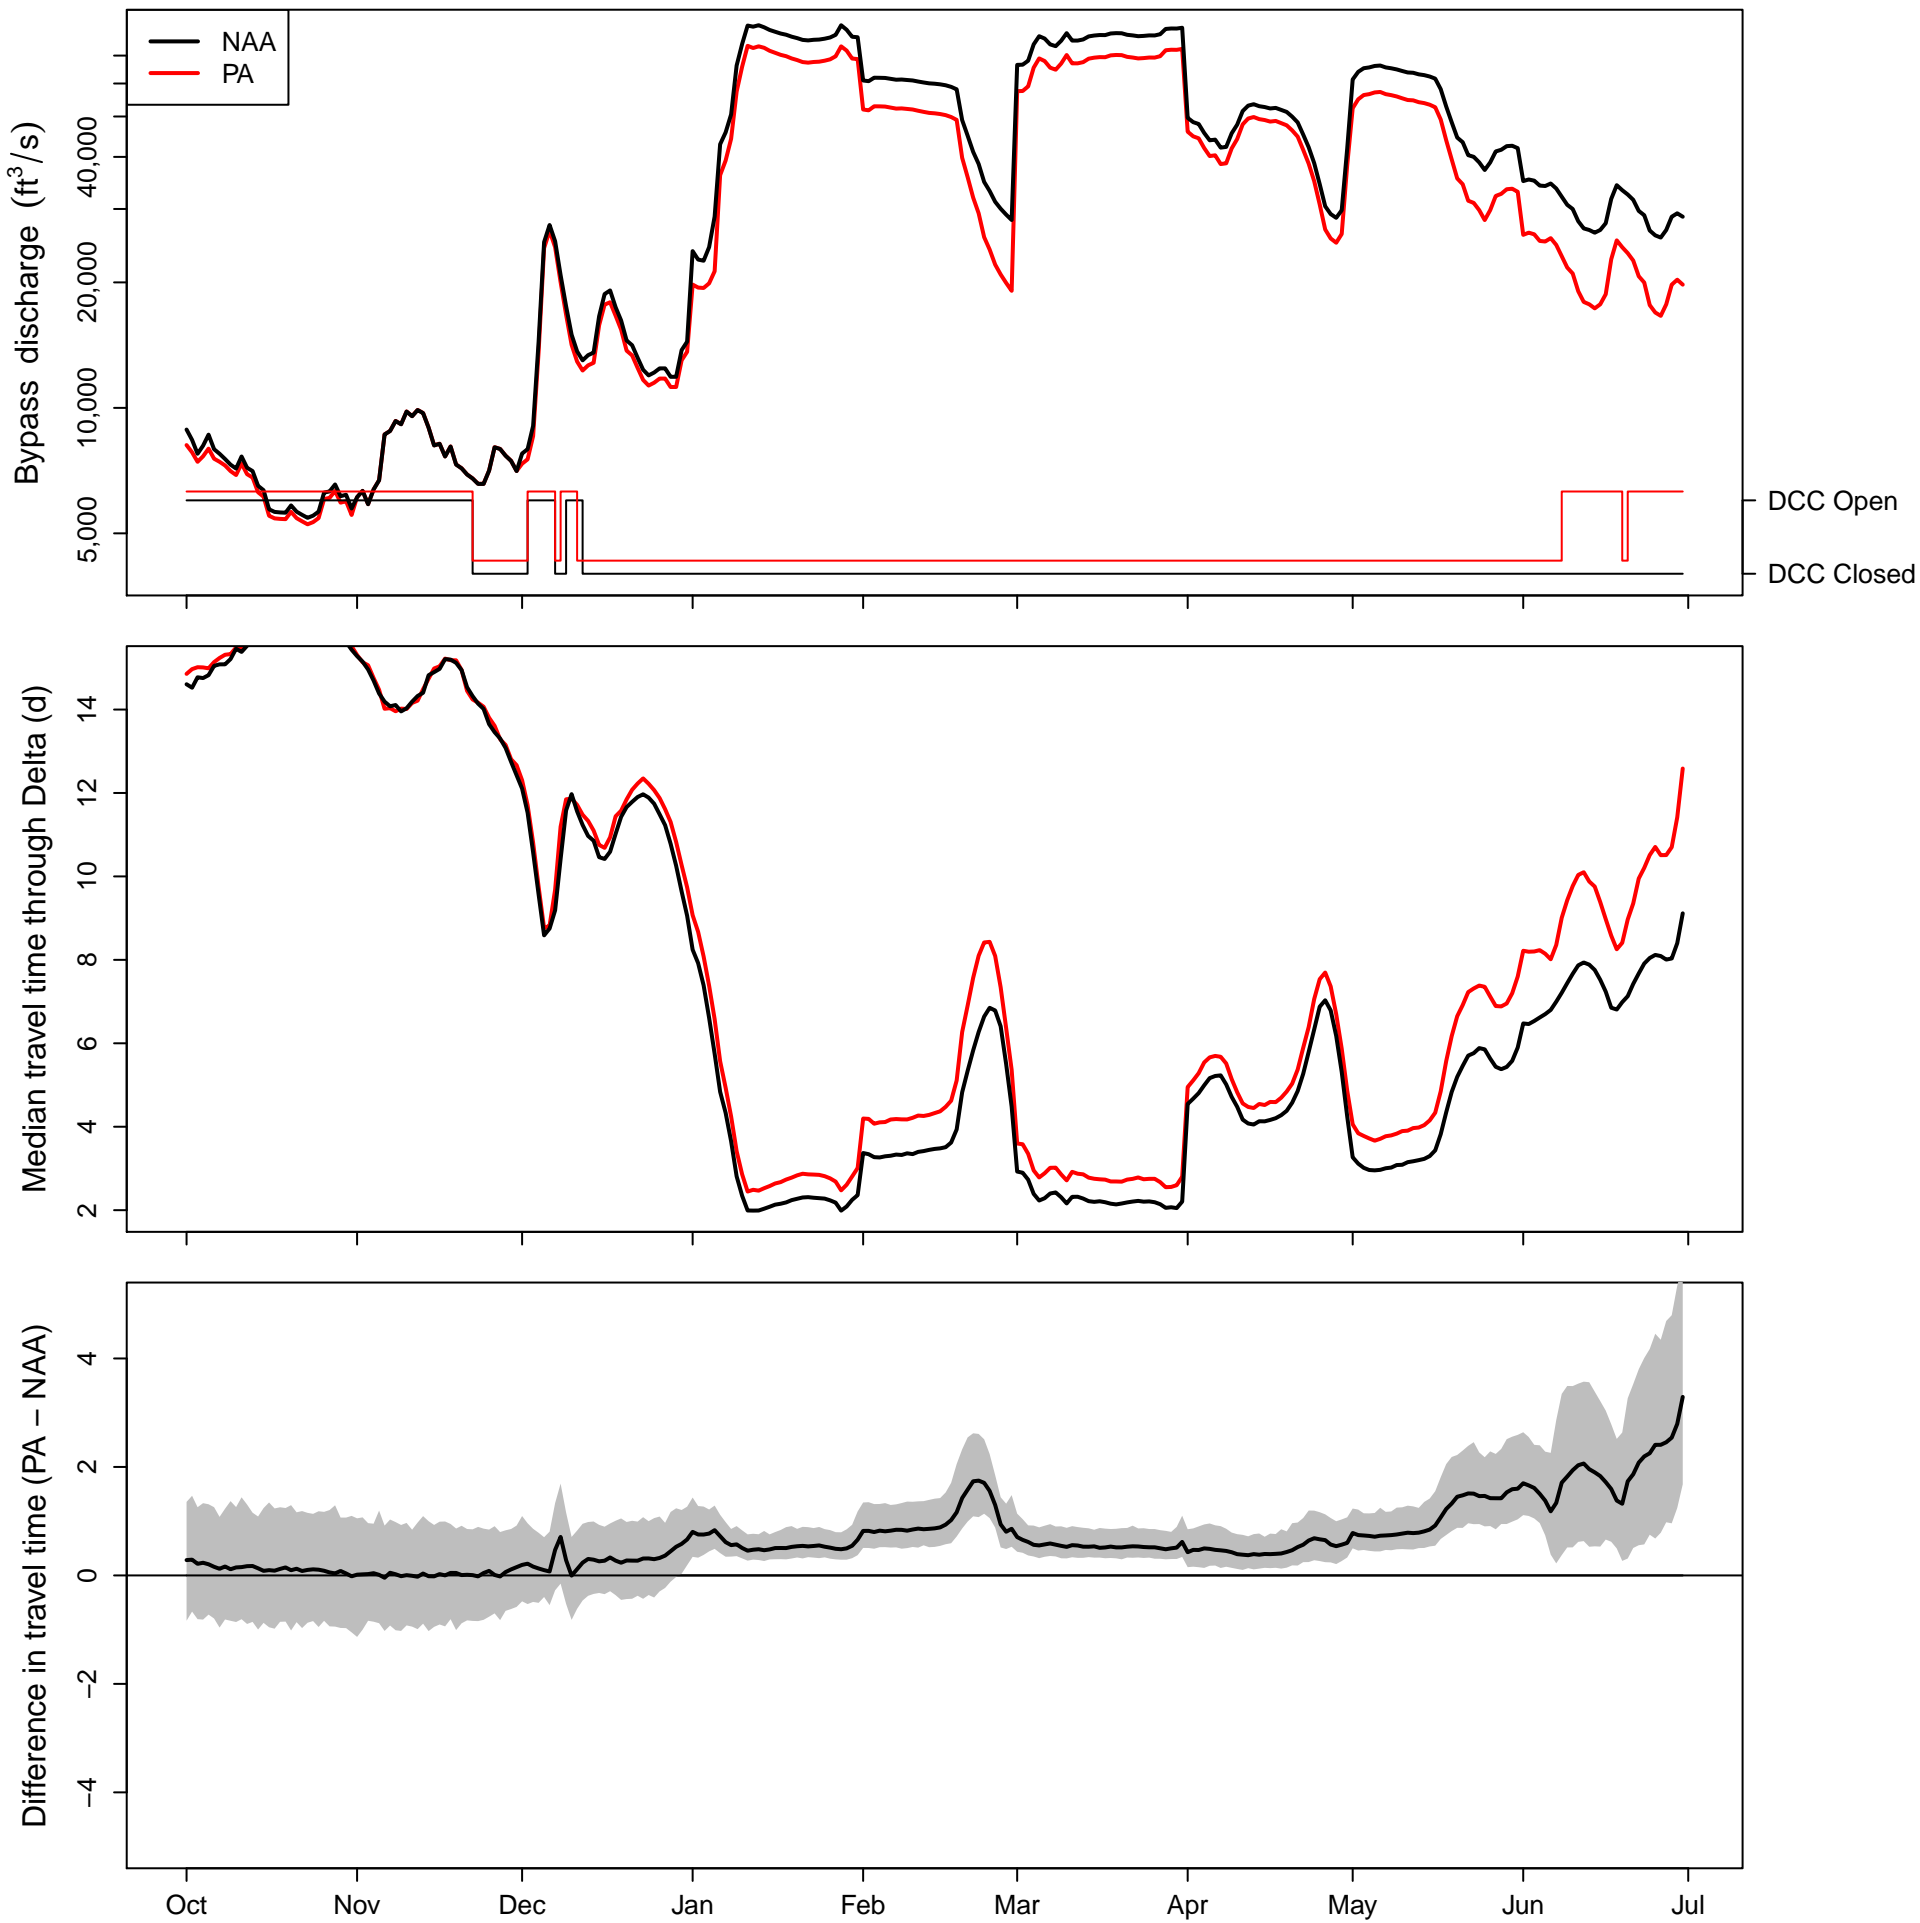 NAA
PA
Bypass discharge (ft³/s)
40,000
20,000
10,000
5,000
DCC Open
DCC Closed
Median travel time through Delta (d)
14
12
10
8
6
4
2
Difference in travel time (PA – NAA)
4
2
0
−2
−4
Oct Nov Dec Jan Feb Mar Apr May Jun Jul